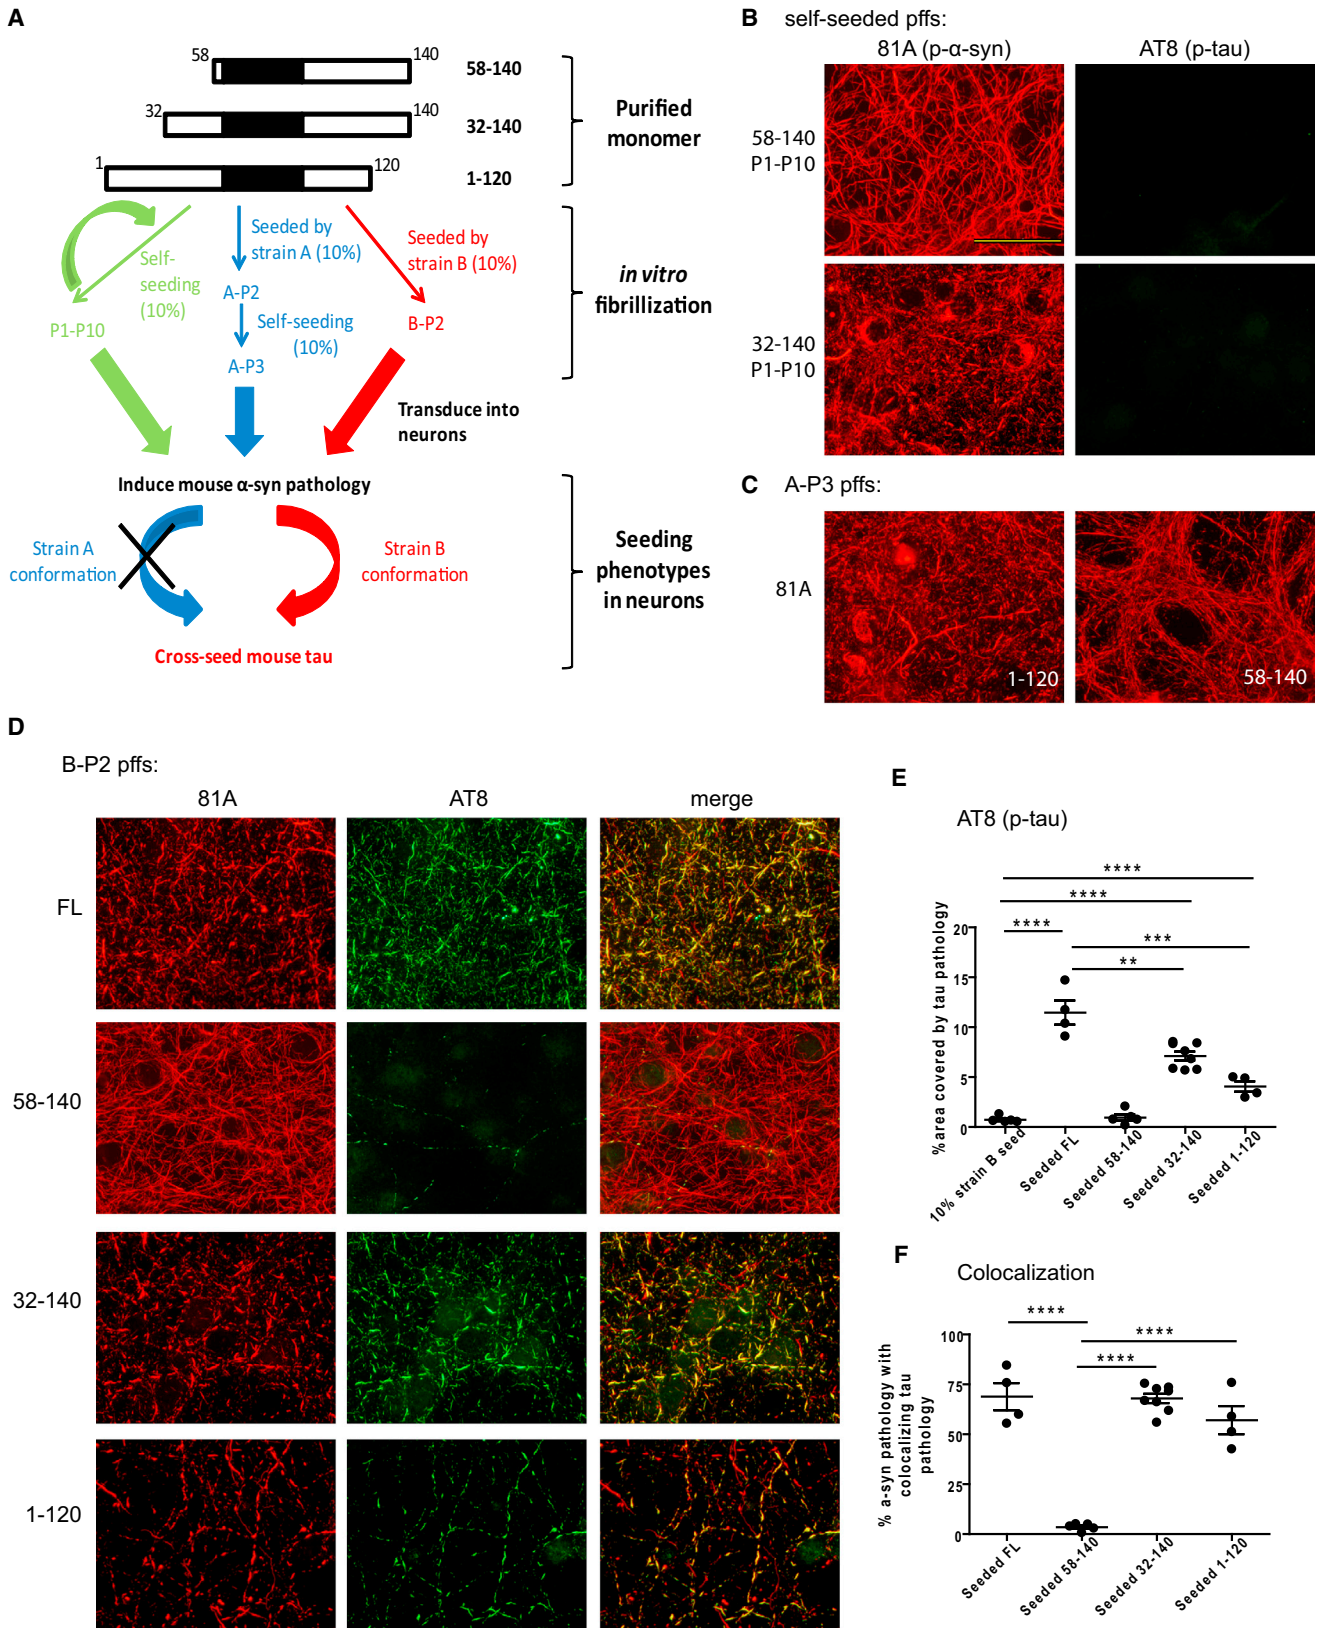 A
58
140
58-140
32
140
32-140
1
120
1-120
Purified
monomer
Self-
seeding
(10%)
Seeded by
strain A (10%)
Seeded by
strain B (10%)
A-P2
Self-seeding
(10%)
P1-P10
B-P2
A-P3
in vitro
fibrillization
Transduce into
neurons
Induce mouse α-syn pathology
Strain A
conformation
Strain B
conformation
Cross-seed mouse tau
Seeding
phenotypes
in neurons
B self-seeded pffs:
81A (p-α-syn)
AT8 (p-tau)
58-140
P1-P10
32-140
P1-P10
C A-P3 pffs:
81A
1-120
58-140
D
B-P2 pffs:
81A
AT8
merge
FL
58-140
32-140
1-120
E
AT8 (p-tau)
****
****
****
***
**
%area covered by tau pathology
20
15
10
5
0
10% strain B seed
Seeded FL
Seeded 58-140
Seeded 32-140
Seeded 1-120
F
Colocalization
****
****
****
% a-syn pathology with
colocalizing tau
pathology
100
75
50
25
0
Seeded FL
Seeded 58-140
Seeded 32-140
Seeded 1-120